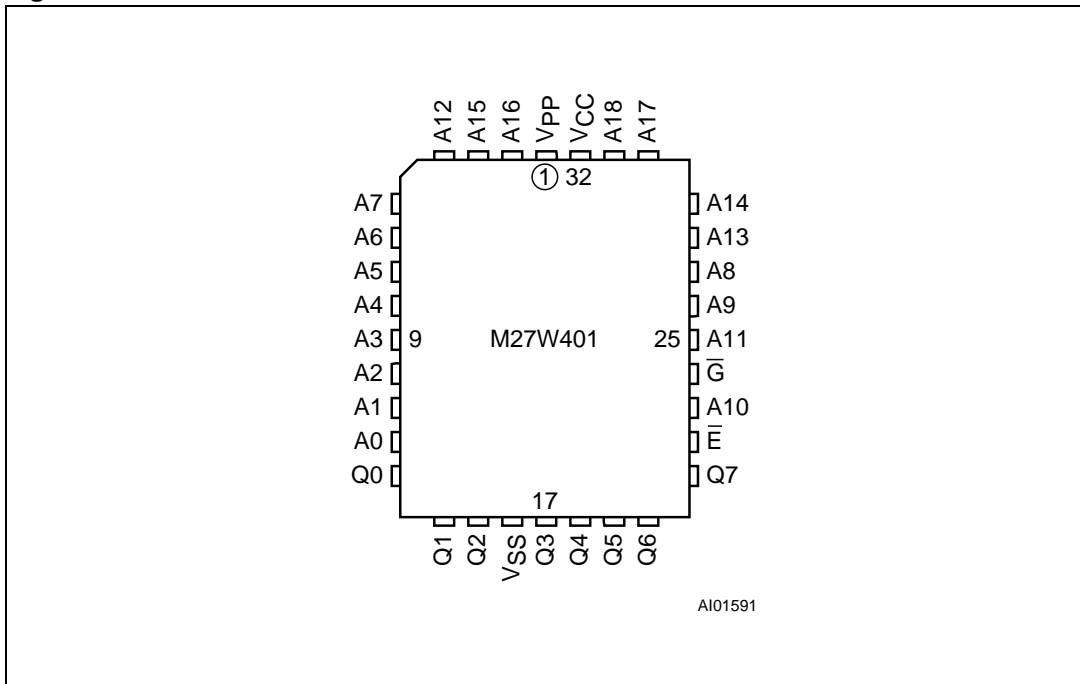 A12 A15 A16 VPP VCC A18 A17
1 32
A7 A14
A6 A13
A5 A8
A4 A9
A3 9 M27W401 25 A11
A2 G̅
A1 A10
A0 E̅
Q0 Q7
17
Q1 Q2 VSS Q3 Q4 Q5 Q6
AI01591